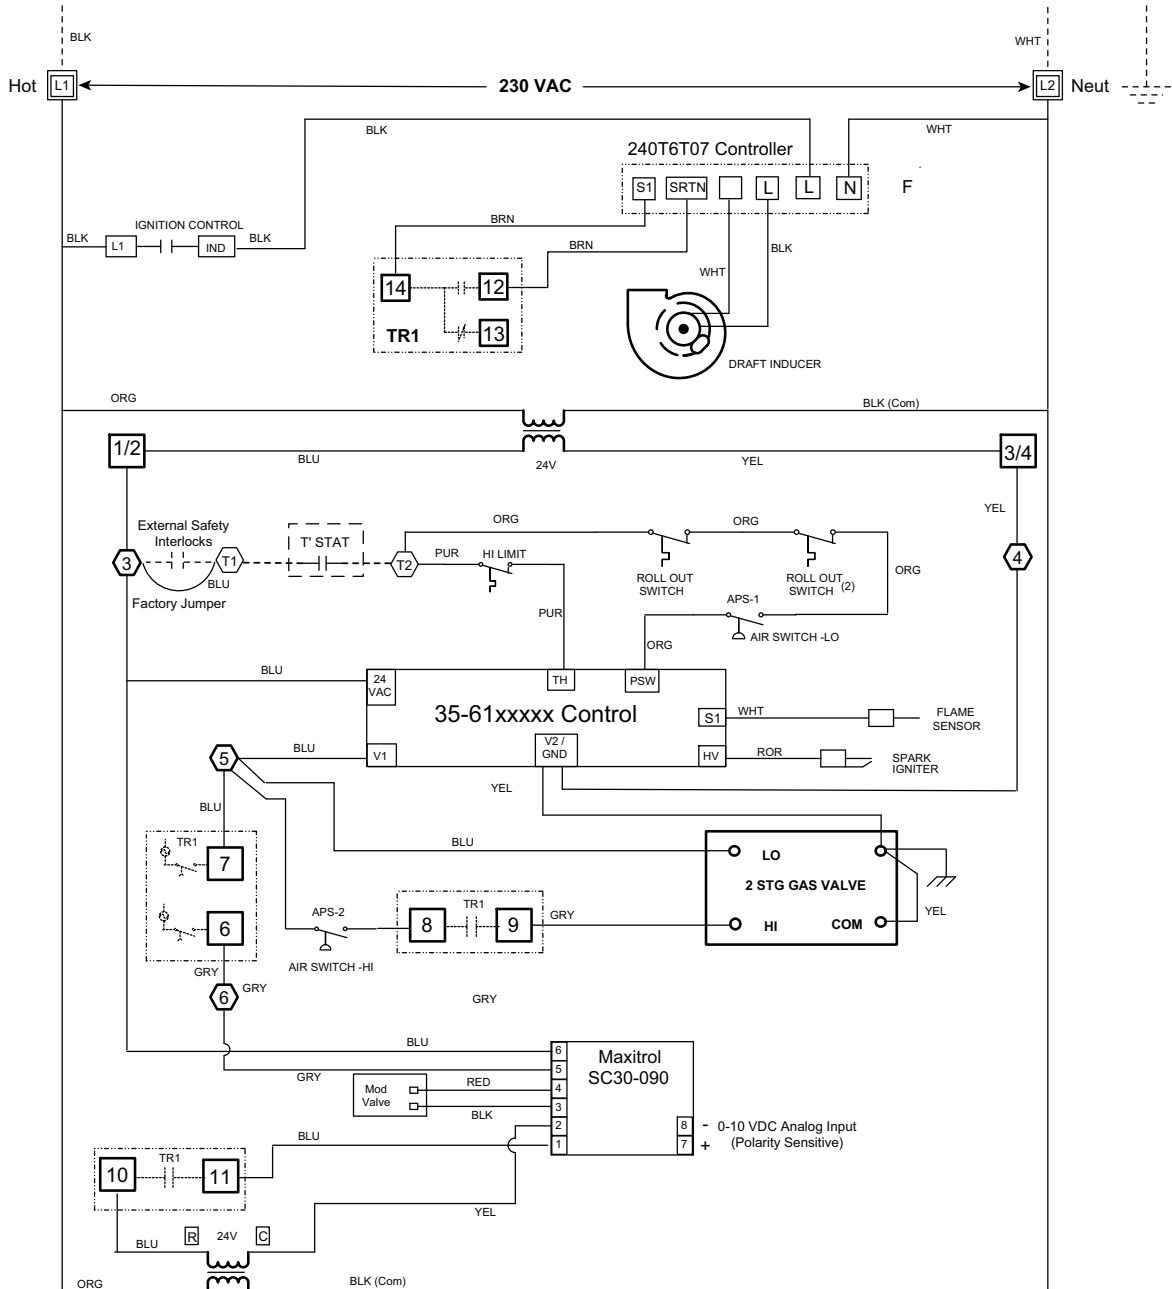 BLK
WHT
Hot
L1
230 VAC
L2
Neut
BLK
WHT
240T6T07 Controller
S1
SRTN
L
L
N
F
IGNITION CONTROL
BLK
L1
IND
BLK
BRN
BRN
BLK
WHT
14
12
TR1
13
DRAFT INDUCER
ORG
BLK (Com)
1/2
BLU
24V
YEL
3/4
YEL
External Safety
Interlocks
3
T1
BLU
Factory Jumper
T' STAT
T2
ORG
ORG
PUR
HI LIMIT
ROLL OUT
SWITCH
ROLL OUT
SWITCH (2)
ORG
4
PUR
APS-1
AIR SWITCH -LO
ORG
BLU
24
VAC
TH
PSW
35-61xxxxx Control
S1
WHT
FLAME
SENSOR
V2 /
GND
5
BLU
V1
HV
ROR
SPARK
IGNITER
YEL
BLU
BLU
TR1
7
LO
2 STG GAS VALVE
YEL
HI
COM
6
APS-2
AIR SWITCH -HI
TR1
8
9
GRY
GRY
6
GRY
GRY
BLU
6
5
4
3
2
1
Maxitrol
SC30-090
GRY
Mod
Valve
RED
BLK
8
-
0-10 VDC Analog Input
7
+
(Polarity Sensitive)
BLU
TR1
10
11
YEL
BLU
R
24V
C
ORG
BLK (Com)